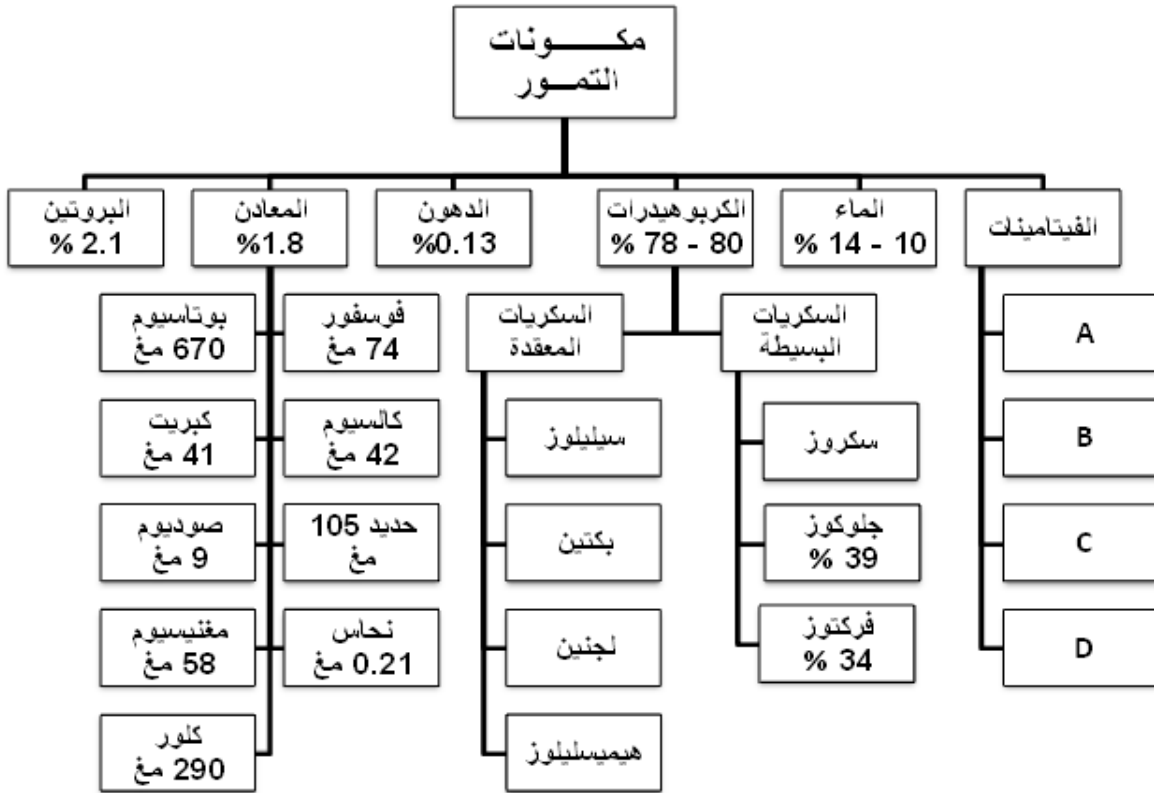 مكـــــونات
التمـــور
الفيتامينات
الماء
10 - 14 %
الكربوهيدرات
80 - 78 %
الدهون
0.13%
المعادن
1.8%
البروتين
2.1 %
A
B
C
D
السكريات
البسيطة
سكروز
جلوكوز
39 %
فركتوز
34 %
السكريات
المعقدة
سيليلوز
بكتين
لجنين
هيميسليلوز
فوسفور
74 مغ
كالسيوم
42 مغ
حديد 105
مغ
نحاس
0.21 مغ
بوتاسيوم
670 مغ
كبريت
41 مغ
صوديوم
9 مغ
مغنيسيوم
58 مغ
كلور
290 مغ